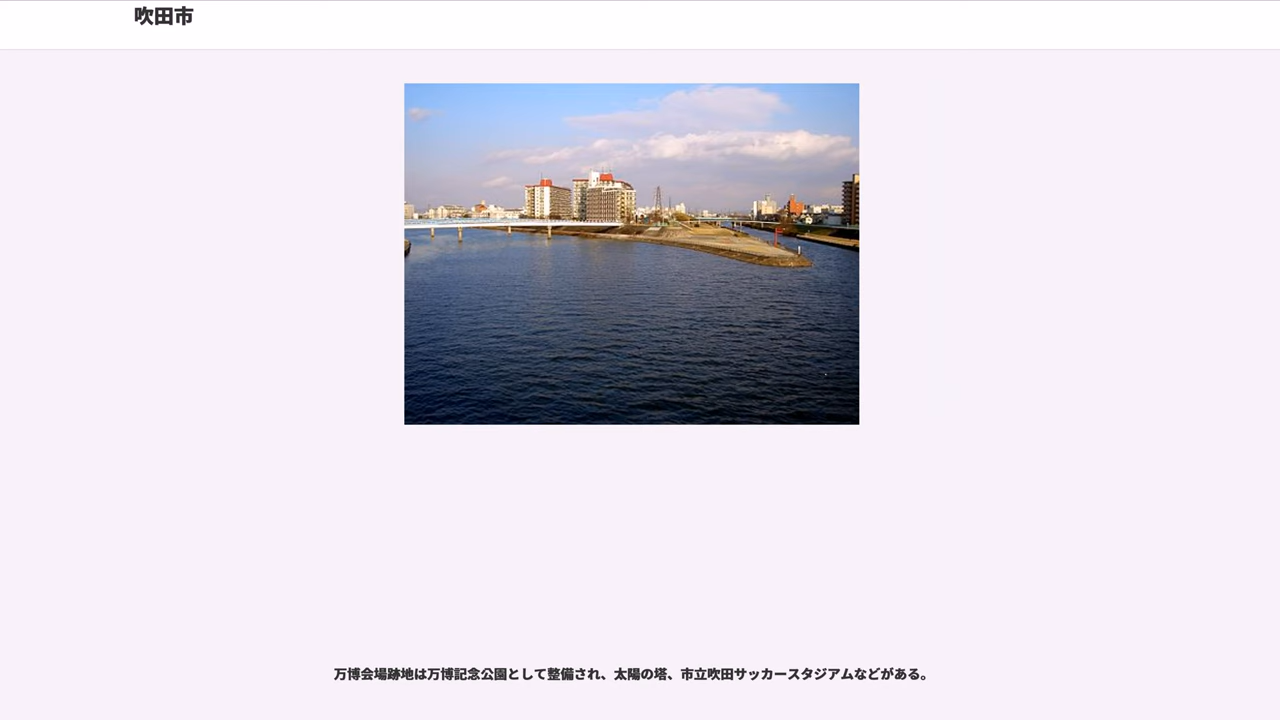 吹田市
万博会場跡地は万博記念公園として整備され、太陽の塔、市立吹田サッカースタジアムなどがある。